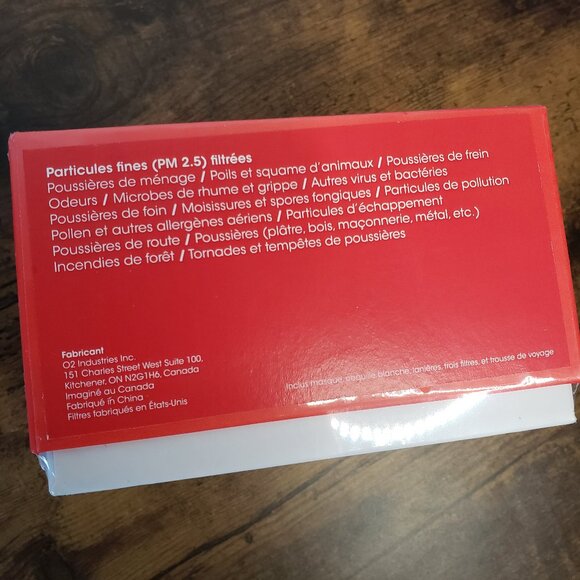 Particules fines (PM 2.5) filtrées
Poussières de ménage / Poils et squame d'animaux / Poussières de frein
Odeurs / Microbes de rhume et grippe / Autres virus et bactéries
Poussières de foin / Moisissures et spores fongiques / Particules de pollution
Pollen et autres allergènes aériens / Particules d'échappement
Poussières de route / Poussières (plâtre, bois, maçonnerie, métal, etc.)
Incendies de forêt / Tornades et tempêtes de poussières
Fabricant
O2 Industries Inc.
151 Charles Street West Suite 100,
Kitchener, ON N2G1H6, Canada
Imaginé au Canada
Fabriqué in China
Filtres fabriqués en États-Unis
Inclus masque, coquille blanche, lanières, trois filtres, et trousse de voyage